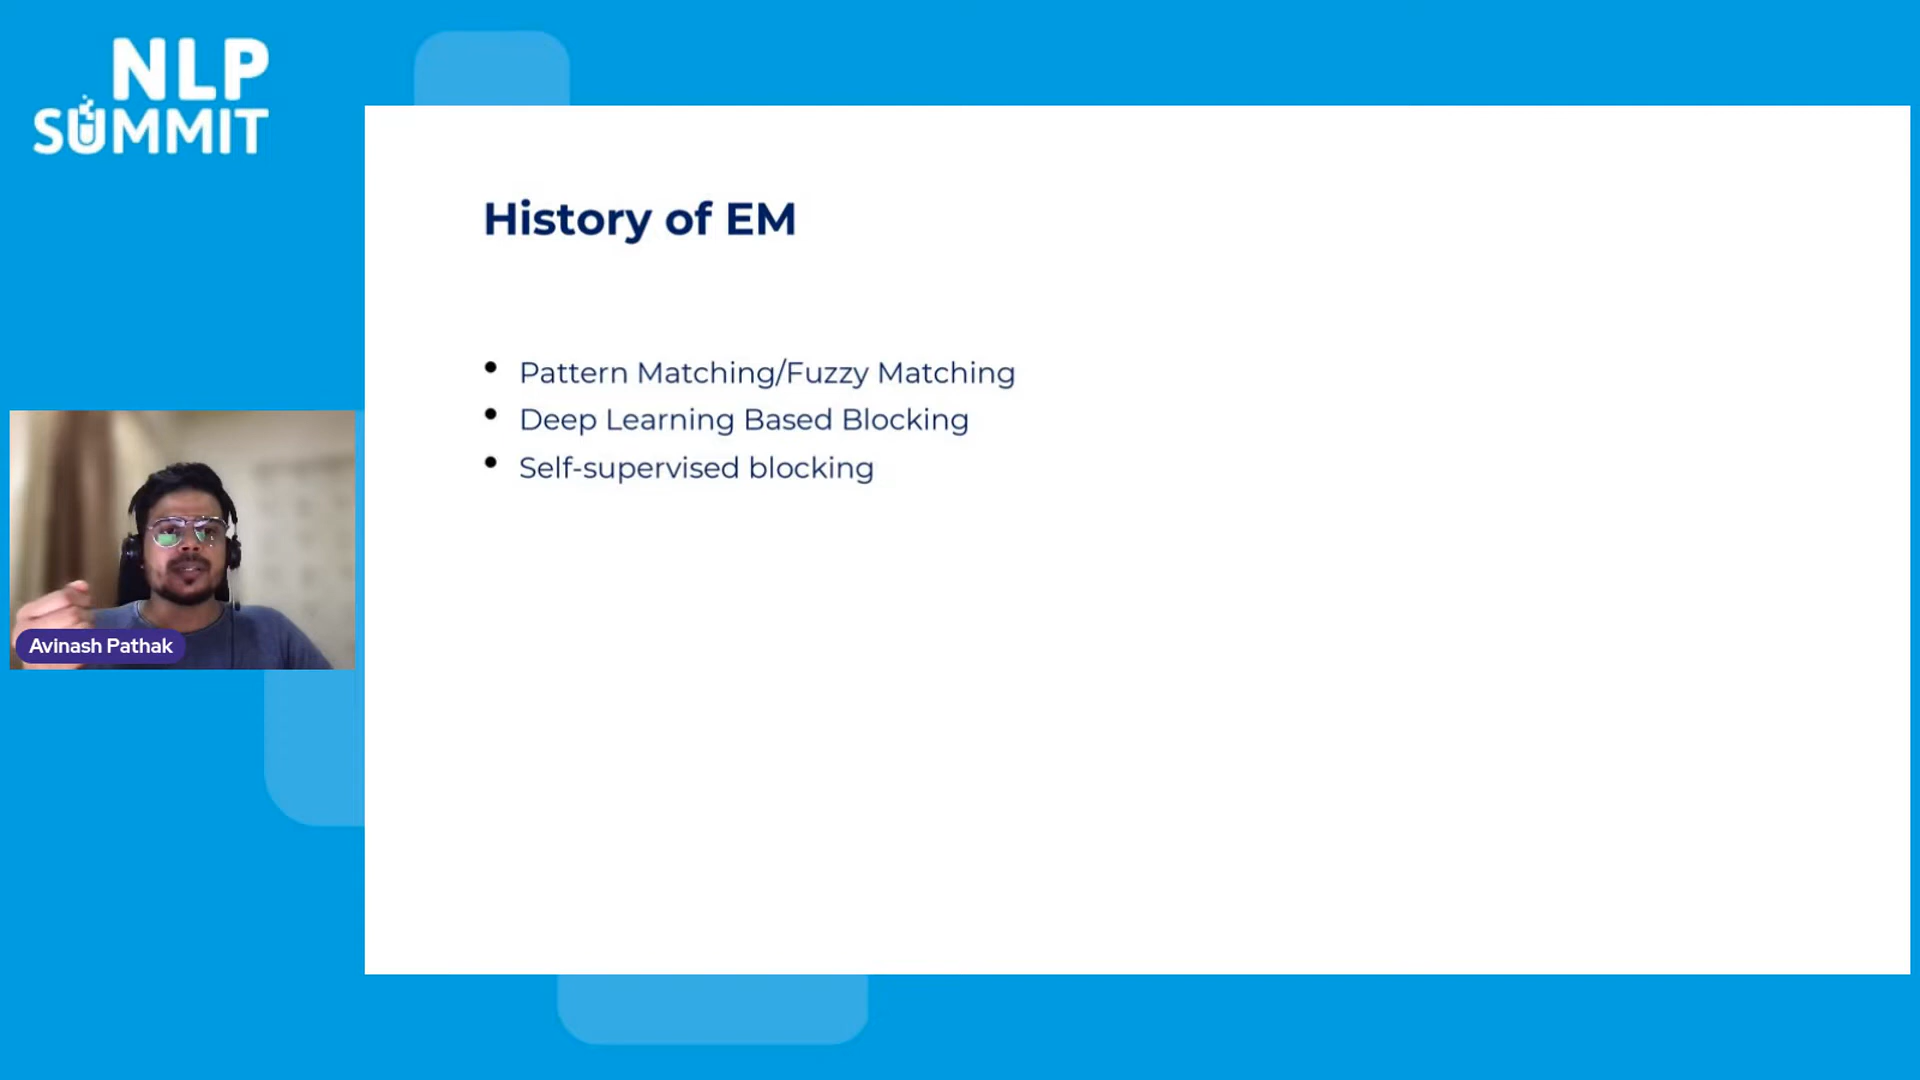 NLP
SUMMIT
History of EM
Pattern Matching/Fuzzy Matching
Deep Learning Based Blocking
Self-supervised blocking
Avinash Pathak